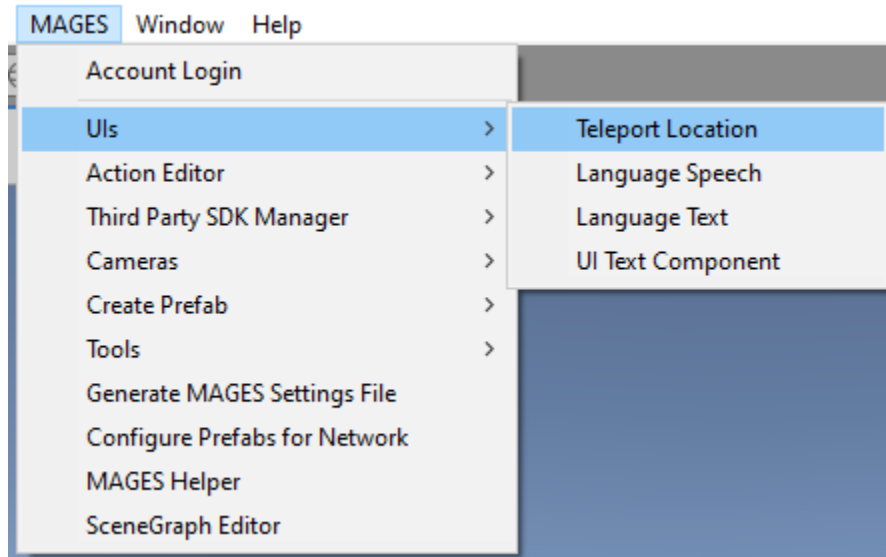 MAGES Window Help
Account Login
UIs > Teleport Location
Action Editor > Language Speech
Third Party SDK Manager > Language Text
Cameras > UI Text Component
Create Prefab >
Tools >
Generate MAGES Settings File
Configure Prefabs for Network
MAGES Helper
SceneGraph Editor